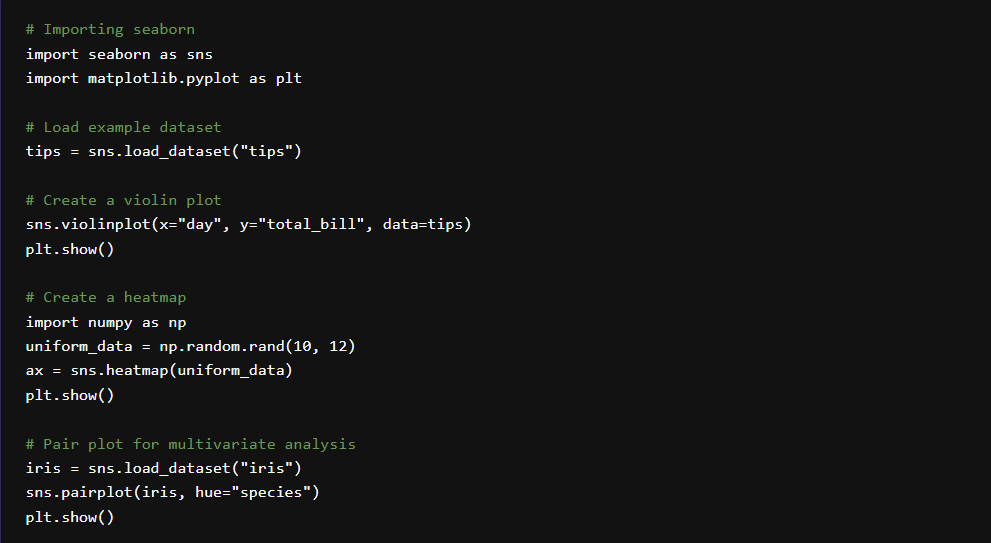 # Importing seaborn
import seaborn as sns
import matplotlib.pyplot as plt
# Load example dataset
tips = sns.load_dataset("tips")
# Create a violin plot
sns.violinplot(x="day", y="total_bill", data=tips)
plt.show()
# Create a heatmap
import numpy as np
uniform_data = np.random.rand(10, 12)
ax = sns.heatmap(uniform_data)
plt.show()
# Pair plot for multivariate analysis
iris = sns.load_dataset("iris")
sns.pairplot(iris, hue="species")
plt.show()